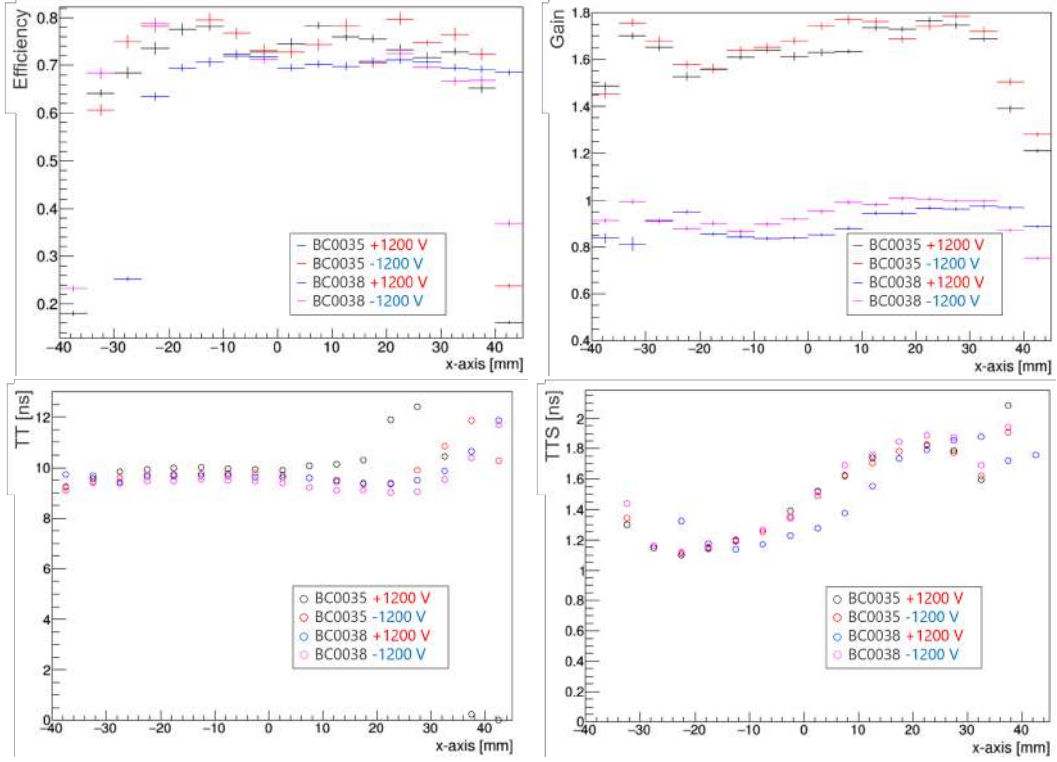 Efficiency
0.8
0.7
0.6
0.5
0.4
0.3
0.2
BC0035 +1200 V
BC0035 -1200 V
BC0038 +1200 V
BC0038 -1200 V
−40 −30 −20 −10 0 10 20 30 40
x-axis [mm]
Gain
1.8
1.6
1.4
1.2
1
0.8
0.6
0.4
BC0035 +1200 V
BC0035 -1200 V
BC0038 +1200 V
BC0038 -1200 V
−40 −30 −20 −10 0 10 20 30 40
x-axis [mm]
TT [ns]
12
10
8
6
4
2
0
BC0035 +1200 V
BC0035 -1200 V
BC0038 +1200 V
BC0038 -1200 V
−40 −30 −20 −10 0 10 20 30 40
x-axis [mm]
TTS [ns]
2
1.8
1.6
1.4
1.2
1
0.8
0.6
0.4
0.2
0
BC0035 +1200 V
BC0035 -1200 V
BC0038 +1200 V
BC0038 -1200 V
−40 −30 −20 −10 0 10 20 30 40
x-axis [mm]